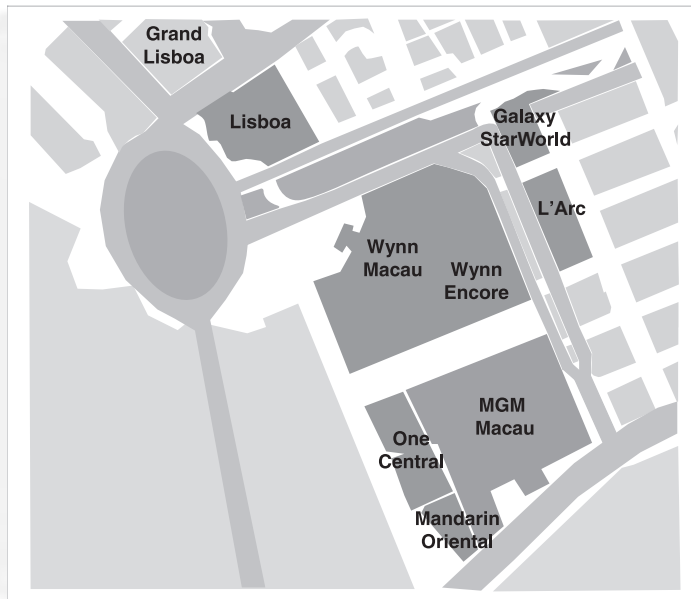 Grand
Lisboa
Lisboa
Galaxy
StarWorld
L'Arc
Wynn
Macau
Wynn
Encore
MGM
Macau
One
Central
Mandarin
Oriental